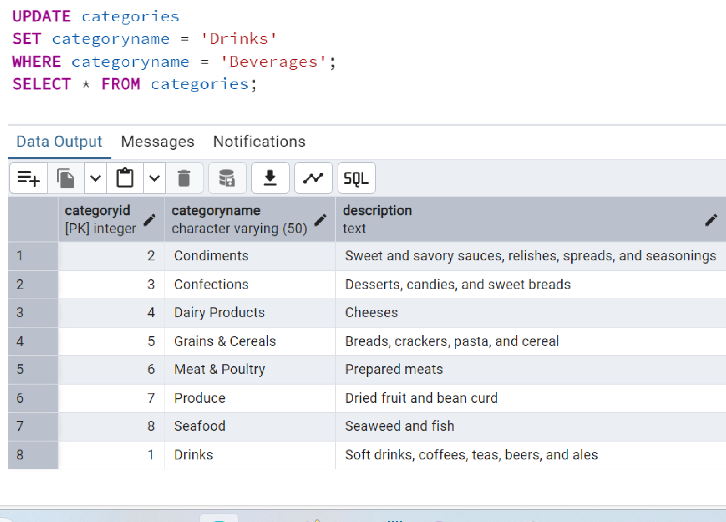 UPDATE categories
SET categoryname = 'Drinks'
WHERE categoryname = 'Beverages';
SELECT * FROM categories;
Data Output Messages Notifications
SQL
categoryid categoryname description
[PK] integer character varying (50) text
1 2 Condiments Sweet and savory sauces, relishes, spreads, and seasonings
2 3 Confections Desserts, candies, and sweet breads
3 4 Dairy Products Cheeses
4 5 Grains & Cereals Breads, crackers, pasta, and cereal
5 6 Meat & Poultry Prepared meats
6 7 Produce Dried fruit and bean curd
7 8 Seafood Seaweed and fish
8 1 Drinks Soft drinks, coffees, teas, beers, and ales